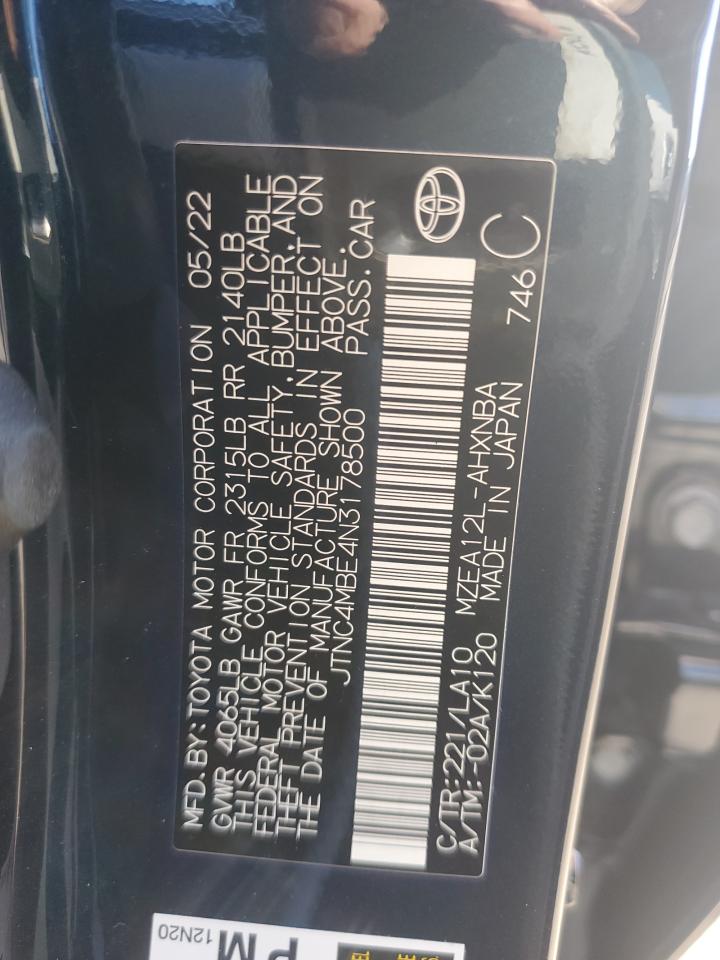 MFD.BY:TOYOTA MOTOR CORPORATION 05/22
GVWR 4065LB GAWR FR 2315LB RR 2140LB
THIS VEHICLE CONFORMS TO ALL APPLICABLE
FEDERAL MOTOR VEHICLE SAFETY,BUMPER,AND
THEFT PREVENTION STANDARDS IN EFFECT ON
THE DATE OF MANUFACTURE SHOWN ABOVE.
JTNC4MBE4N3178500 PASS.CAR
C/TR:221/LA10 MZEA12L-AHXNBA 746
A/TM:-02A/K120 MADE IN JAPAN C
PM
12N20